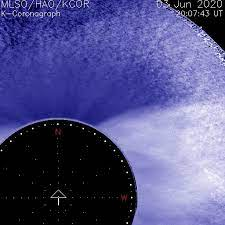 MLSO/HAO/KCOR 03 Jun 2020
K-Coronagraph 20:07:43 UT
N
W